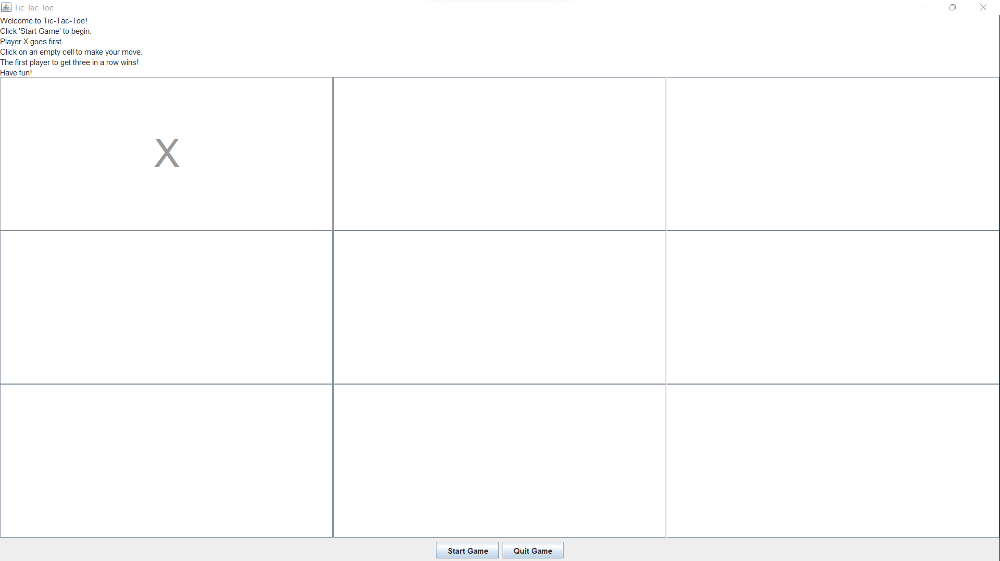 Tic-Tac-Toe
Welcome to Tic-Tac-Toe!
Click 'Start Game' to begin.
Player X goes first.
Click on an empty cell to make your move.
The first player to get three in a row wins!
Have fun!
X
Start Game Quit Game